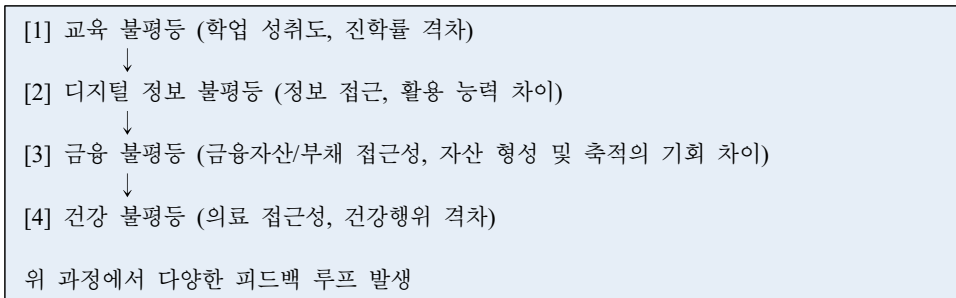 [1] 교육 불평등 (학업 성취도, 진학률 격차)
↓
[2] 디지털 정보 불평등 (정보 접근, 활용 능력 차이)
↓
[3] 금융 불평등 (금융자산/부채 접근성, 자산 형성 및 축적의 기회 차이)
↓
[4] 건강 불평등 (의료 접근성, 건강행위 격차)
위 과정에서 다양한 피드백 루프 발생